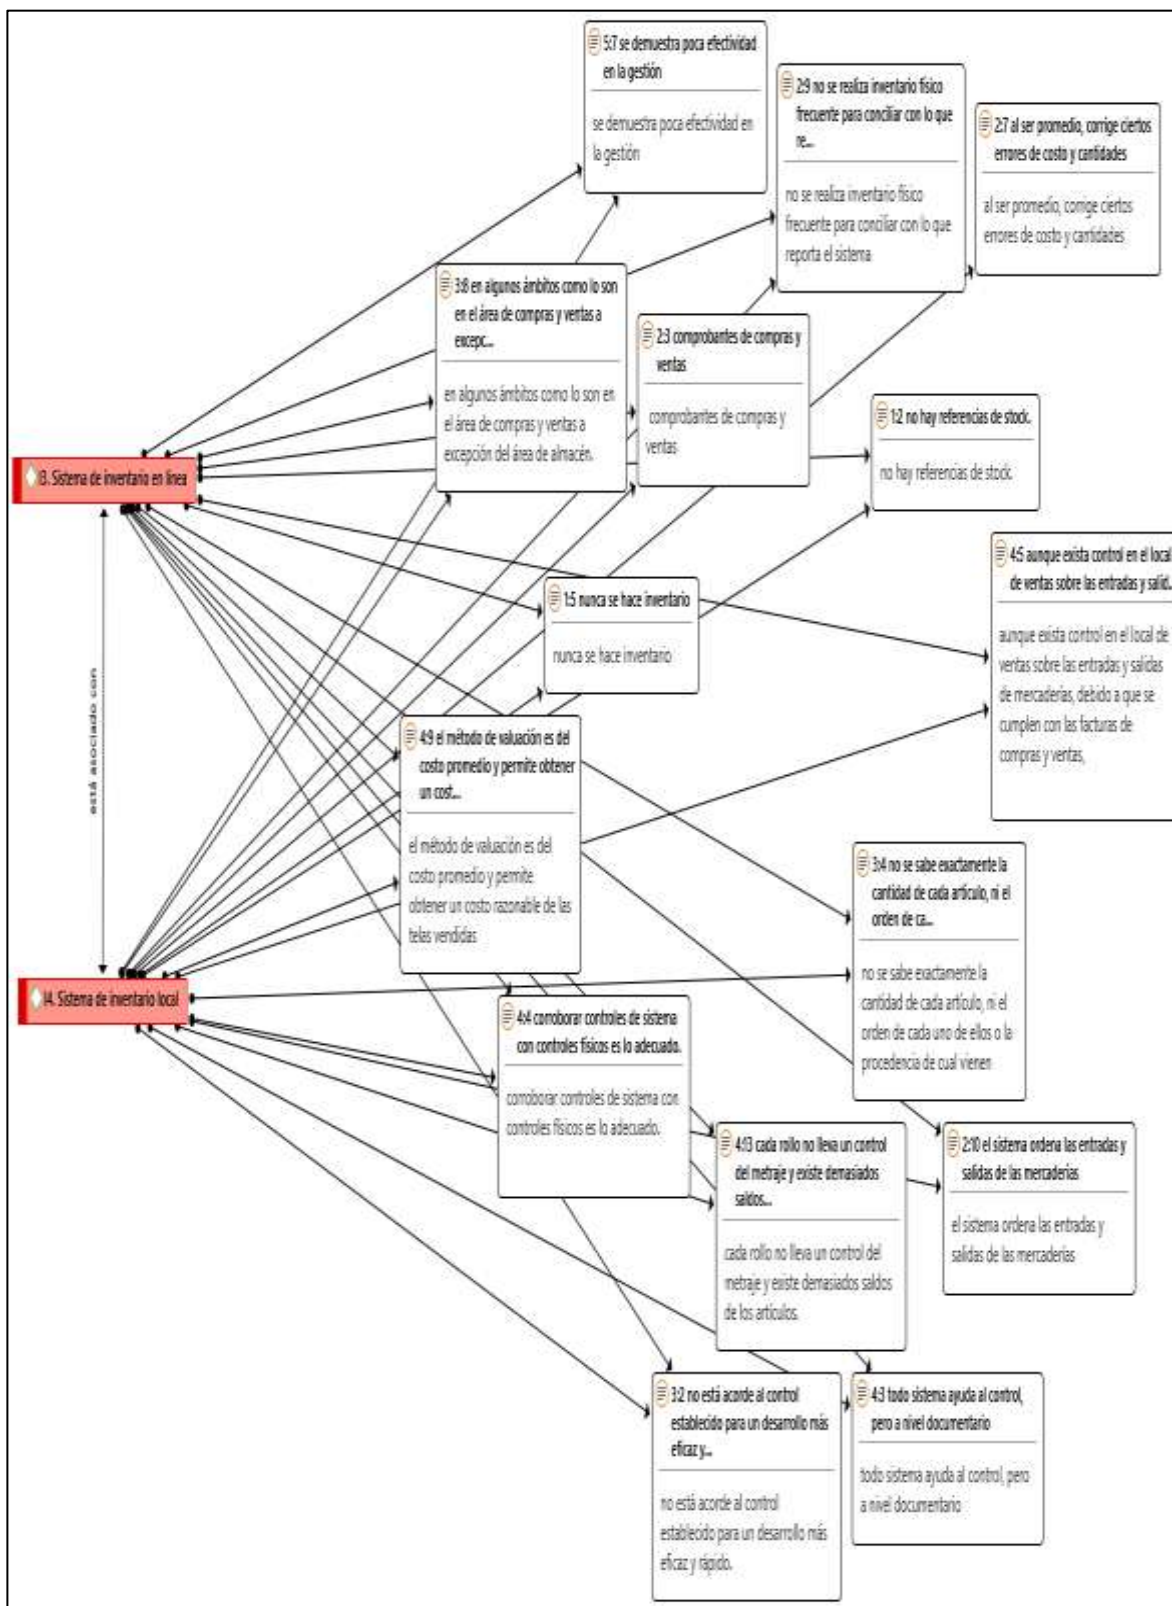 5:7 se demuestra poca efectividad
en la gestión
se demuestra poca efectividad en
la gestión
2:9 no se realiza inventario físico
frecuente para conciliar con lo que
re...
no se realiza inventario físico
frecuente para conciliar con lo que
reporta el sistema
2:7 al ser promedio, corrige ciertos
errores de costo y cantidades
al ser promedio, corrige ciertos
errores de costo y cantidades
3:8 en algunos ámbitos como lo son
en el área de compras y ventas a
excepc...
en algunos ámbitos como lo son en
el área de compras y ventas a
excepción del área de almacén.
2:3 comprobantes de compras y
ventas
comprobantes de compras y
ventas
1:2 no hay referencias de stock.
no hay referencias de stock.
I3. Sistema de inventario en línea
4:5 aunque exista control en el local
de ventas sobre las entradas y salid...
aunque exista control en el local de
ventas sobre las entradas y salidas
de mercaderías, debido a que se
cumplen con las facturas de
compras y ventas,
1:5 nunca se hace inventario
nunca se hace inventario
está asociado con
4:9 el método de valuación es del
costo promedio y permite obtener
un cost...
el método de valuación es del
costo promedio y permite
obtener un costo razonable de las
telas vendidas
3:4 no se sabe exactamente la
cantidad de cada artículo, ni el
orden de ca...
no se sabe exactamente la
cantidad de cada artículo, ni el
orden de cada uno de ellos o la
procedencia de cual vienen
I4. Sistema de inventario local
4:4 corroborar controles de sistema
con controles físicos es lo adecuado.
corroborar controles de sistema con
controles físicos es lo adecuado.
4:13 cada rollo no lleva un control
del metraje y existe demasiados
saldos...
cada rollo no lleva un control del
metraje y existe demasiados saldos
de los artículos.
2:10 el sistema ordena las entradas y
salidas de las mercaderias
el sistema ordena las entradas y
salidas de las mercaderias
3:2 no está acorde al control
establecido para un desarrollo más
eficaz y...
no está acorde al control
establecido para un desarrollo más
eficaz y rápido.
4:3 todo sistema ayuda al control,
pero a nivel documentario
todo sistema ayuda al control, pero
a nivel documentario